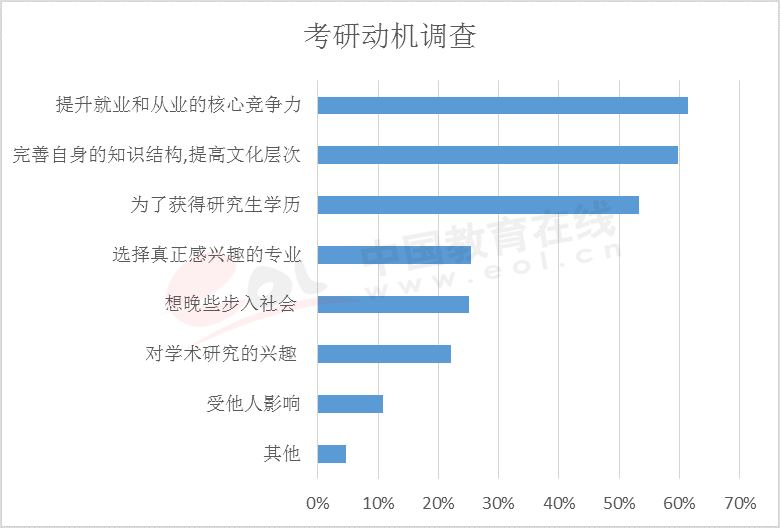 考研动机调查
提升就业和从业的核心竞争力
完善自身的知识结构,提高文化层次
为了获得研究生学历
选择真正感兴趣的专业
想晚些步入社会
对学术研究的兴趣
受他人影响
其他
0% 10% 20% 30% 40% 50% 60% 70%
eol 中国教育在线
www.eol.cn